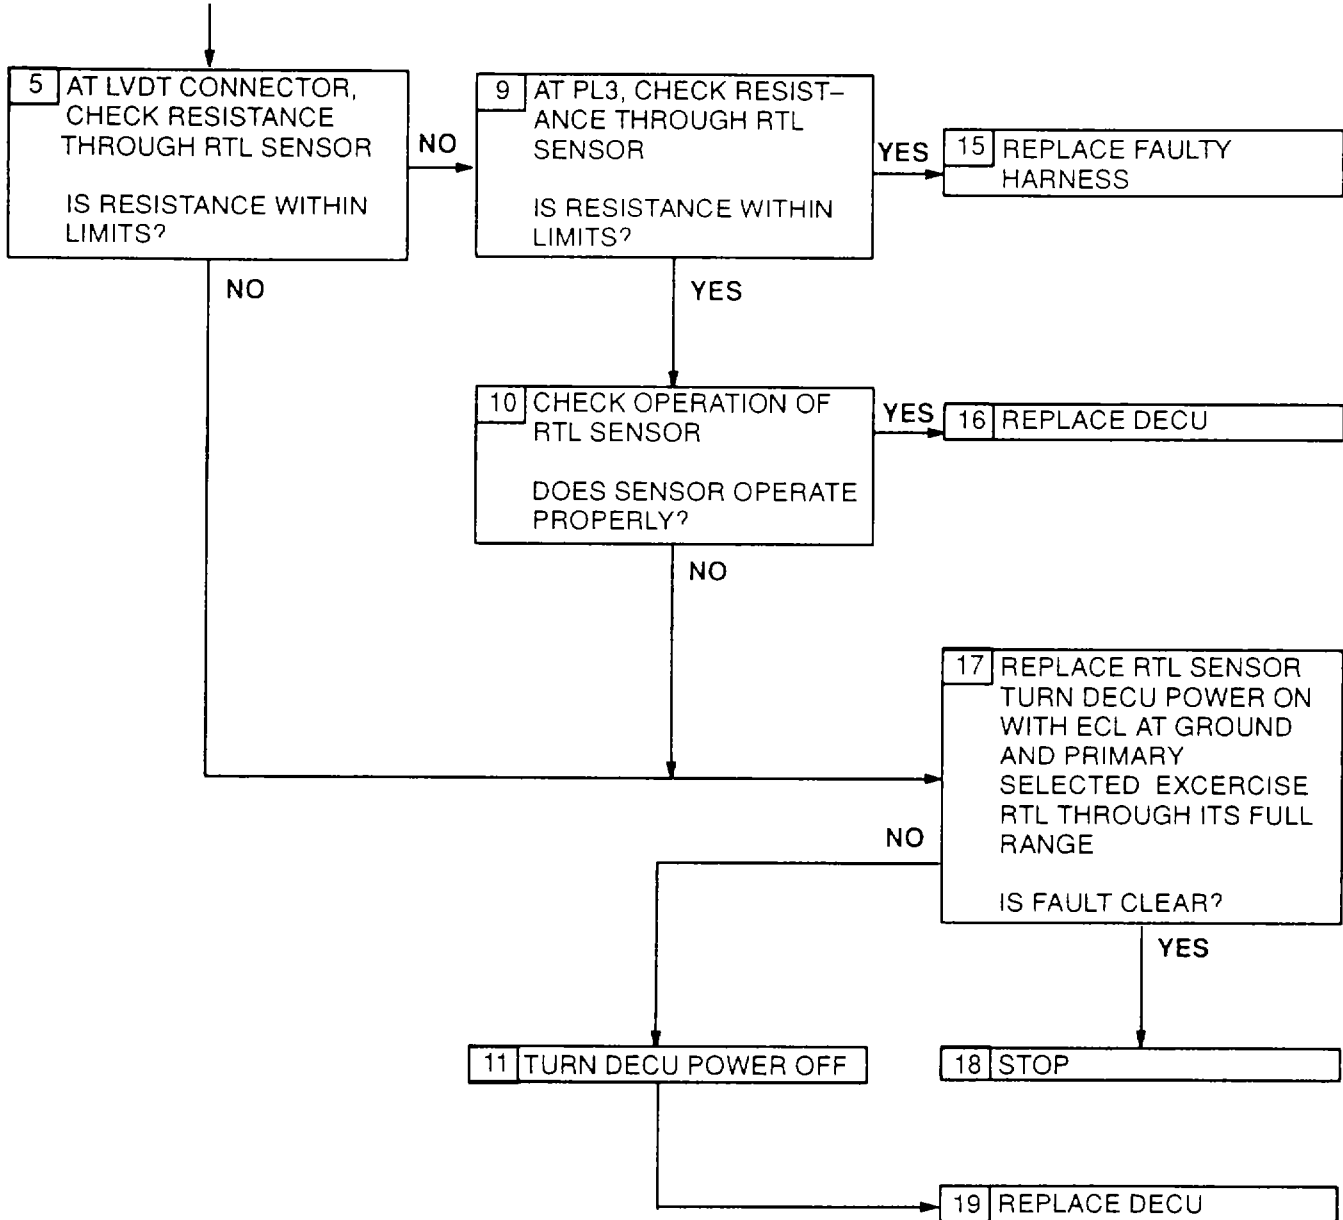 5 AT LVDT CONNECTOR,
CHECK RESISTANCE
THROUGH RTL SENSOR
IS RESISTANCE WITHIN
LIMITS?
NO
NO
9 AT PL3, CHECK RESIST–
ANCE THROUGH RTL
SENSOR
IS RESISTANCE WITHIN
LIMITS?
YES
YES
15 REPLACE FAULTY
HARNESS
10 CHECK OPERATION OF
RTL SENSOR
DOES SENSOR OPERATE
PROPERLY?
YES
NO
16 REPLACE DECU
17 REPLACE RTL SENSOR
TURN DECU POWER ON
WITH ECL AT GROUND
AND PRIMARY
SELECTED EXCERCISE
RTL THROUGH ITS FULL
RANGE
IS FAULT CLEAR?
NO
YES
11 TURN DECU POWER OFF
18 STOP
19 REPLACE DECU